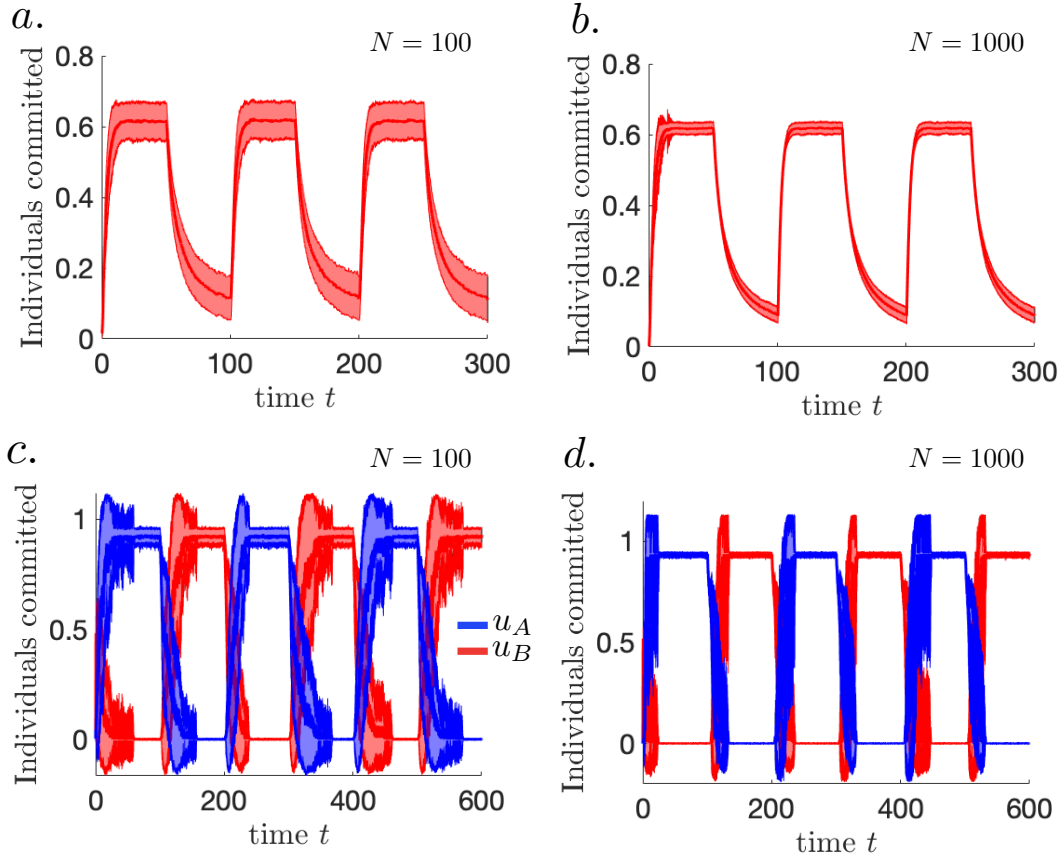 a.
N = 100
Individuals committed
0.8
0.6
0.4
0.2
0
0 100 200 300
time t
b.
N = 1000
Individuals committed
0.8
0.6
0.4
0.2
0
0 100 200 300
time t
c.
N = 100
Individuals committed
1
0.5
0
u_A
u_B
0 200 400 600
time t
d.
N = 1000
Individuals committed
1
0.5
0
0 200 400 600
time t